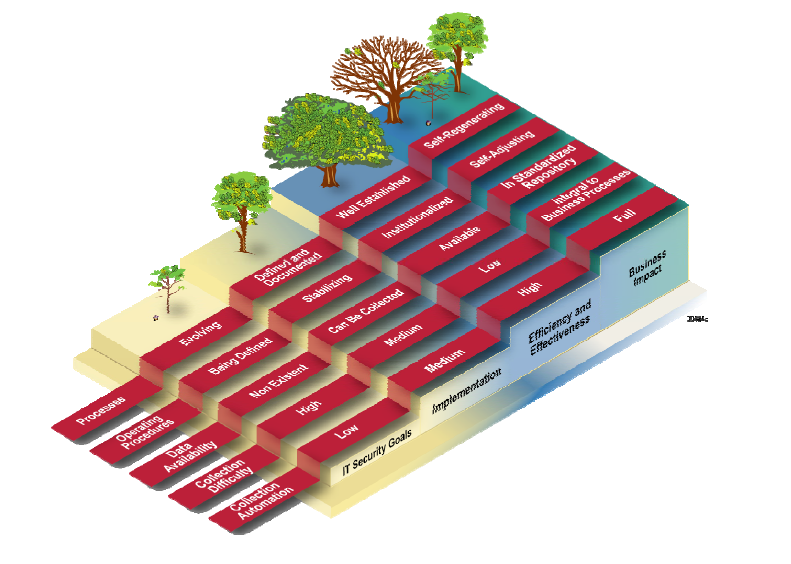 Self-Regenerating
Self-Adjusting
In Standardized
Repository
Integral to
Business Processes
Full
Well Established
Institutionalized
Available
Low
High
Business
Impact
Defined and
Documented
Stabilizing
Can Be Collected
Medium
Medium
Efficiency and
Effectiveness
Evolving
Being Defined
Non Existent
High
Low
Implementation
Processes
Operating
Procedures
Data
Availability
Collection
Difficulty
Collection
Automation
IT Security Goals